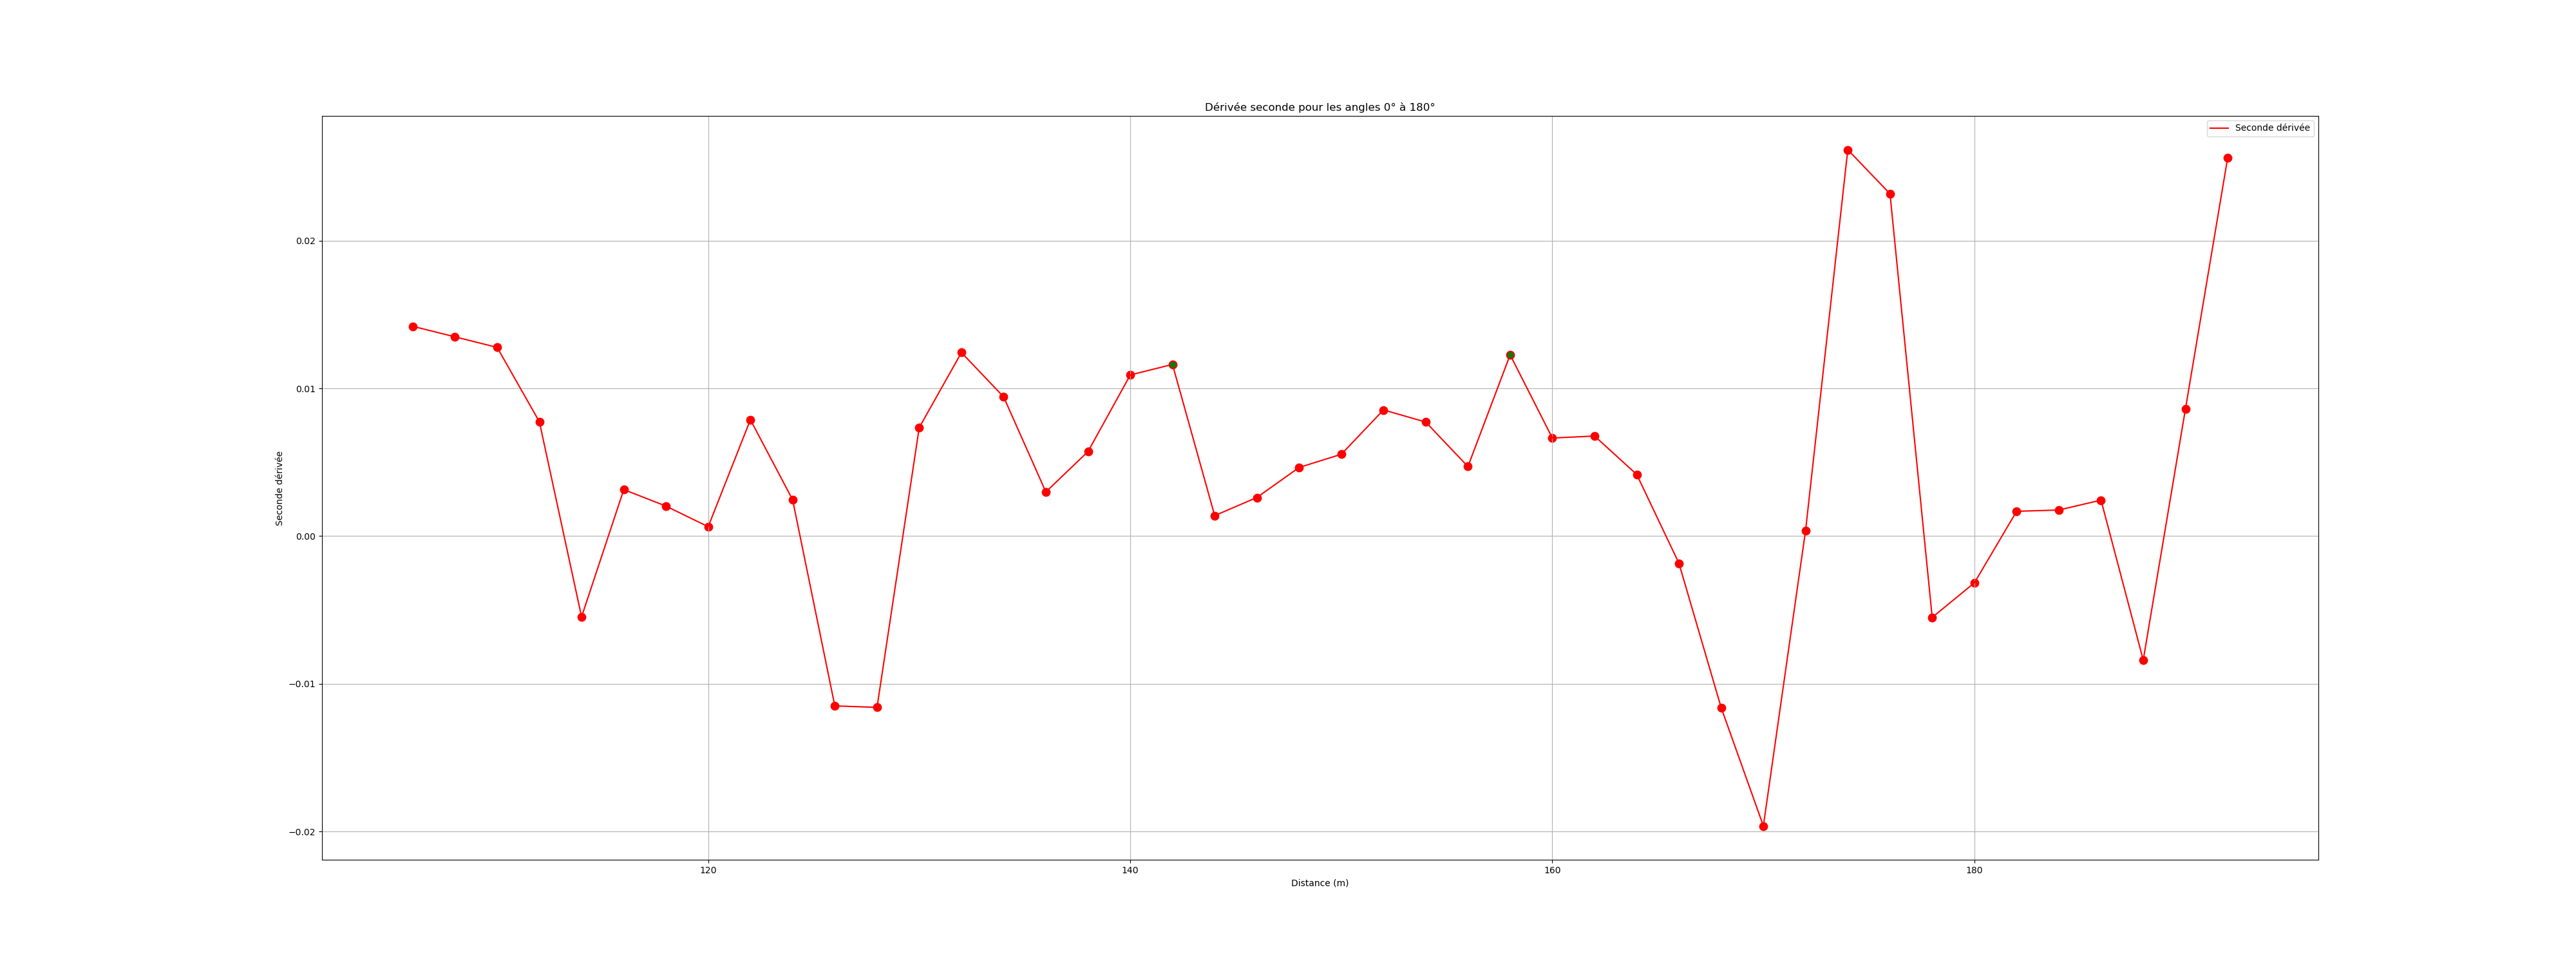 Dérivée seconde pour les angles 0° à 180°
Seconde dérivée
0.02
0.01
0.00
−0.01
−0.02
Seconde dérivée
120
140
160
180
Distance (m)